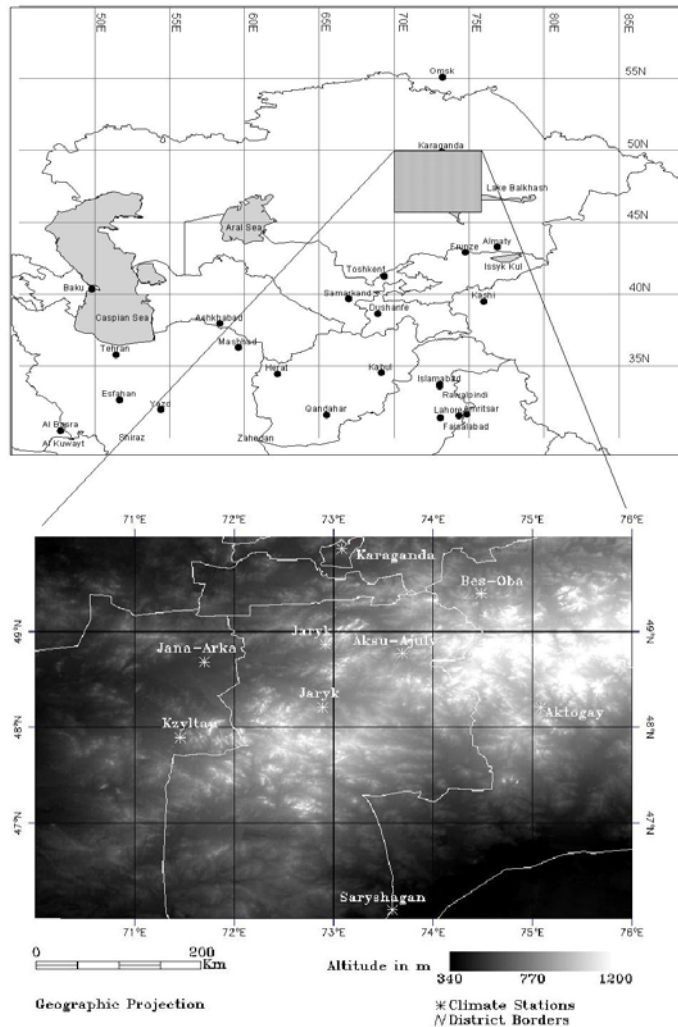 50E 55E 60E 65E 70E 75E 80E 85E
Omsk
55N
Karaganda
50N
Lake Balkhash
45N
Aral Sea
Frunze Almaty
Issyk Kul
Toshkent
Samarkand
Dushanfe
Kashi
40N
Baku
Caspian Sea
Ashkhabad
Mashhad
Tehran
Herat
Kabul
35N
Islamabad
Rawalpindi
Esfahan
Yazd
Qandahar
Lahore Amritsar
Faisalabad
Al Basra
Al Kuwayt
Shiraz
Zahedan
71°E 72°E 73°E 74°E 75°E 76°E
Karaganda
Bes-Oba
49°N 49°N
Jaryk
Aksu-Ajuly
Jana-Arka
Jaryk
Aktogay
Kzyltau
48°N 48°N
47°N 47°N
Saryshagan
71°E 72°E 73°E 74°E 75°E 76°E
0 200
Km
Altitude in m
340 770 1200
Geographic Projection
Climate Stations
District Borders